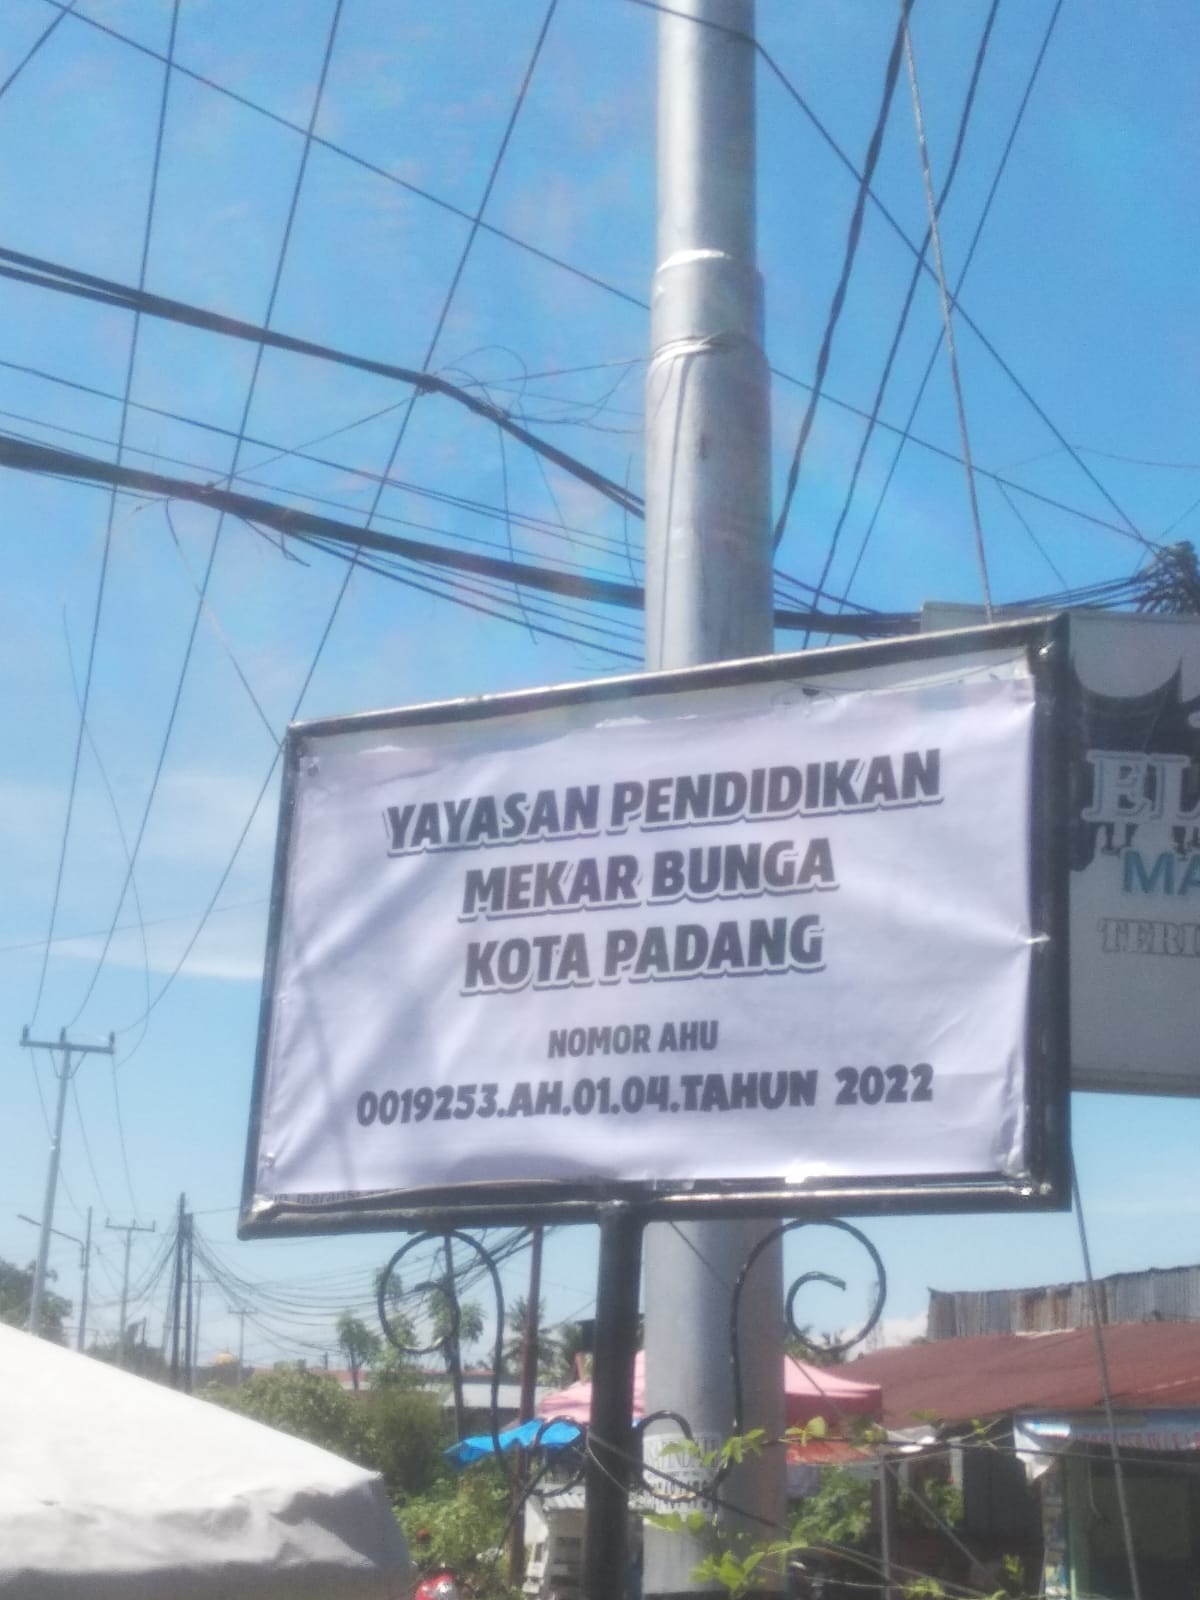 YAYASAN PENDIDIKAN
MEKAR BUNGA
KOTA PADANG
NOMOR AHU
0019253.AH.01.04.TAHUN 2022